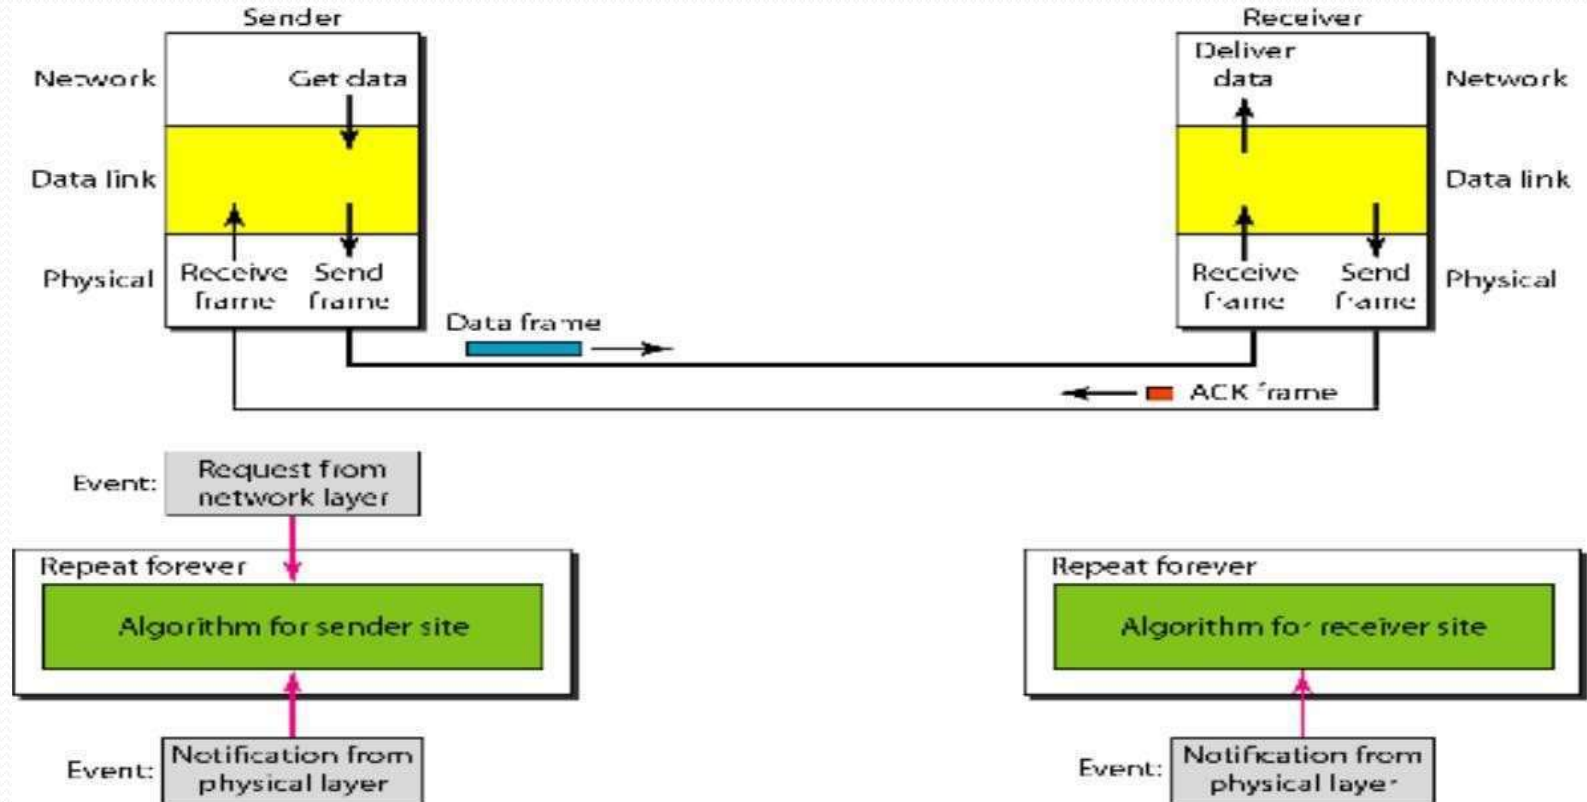 Sender
Receiver
Network
Get data
Deliver
data
Network
Data link
Data link
Physical
Receive
frame
Send
frame
Receive
frame
Send
frame
Physical
Data frame
ACK frame
Event:
Request from
network layer
Repeat forever
Algorithm for sender site
Repeat forever
Algorithm for receiver site
Event:
Notification from
physical layer
Event:
Notification from
physical layer